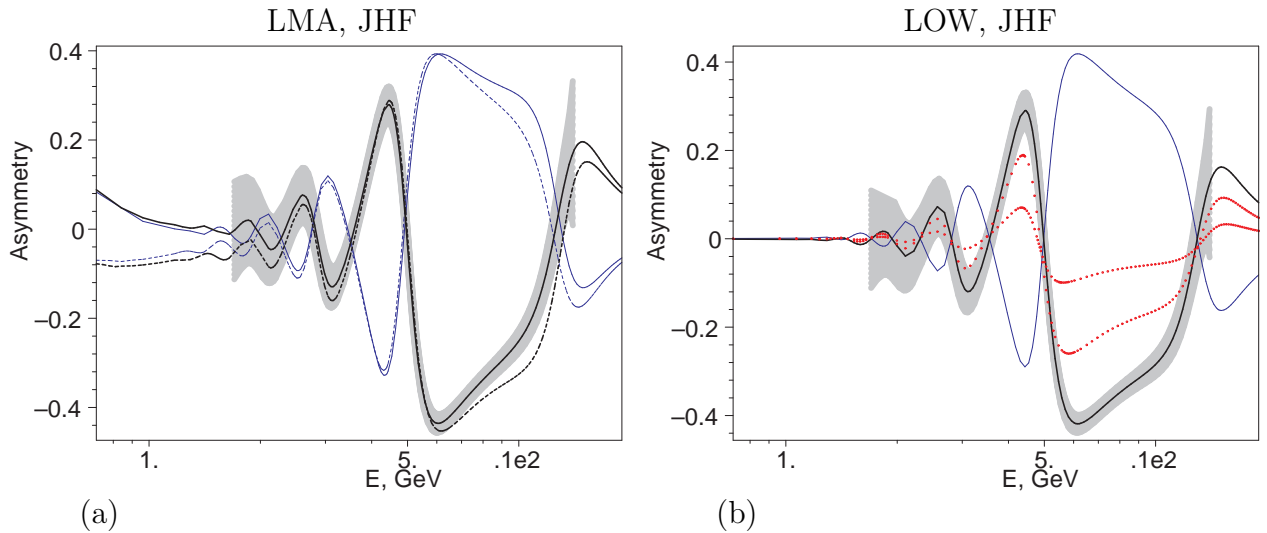 LMA, JHF
LOW, JHF
0.4
0.2
0
–0.2
–0.4
Asymmetry
1.
5.
.1e2
E, GeV
0.4
0.2
0
–0.2
–0.4
Asymmetry
1.
5.
.1e2
E, GeV
(a)
(b)